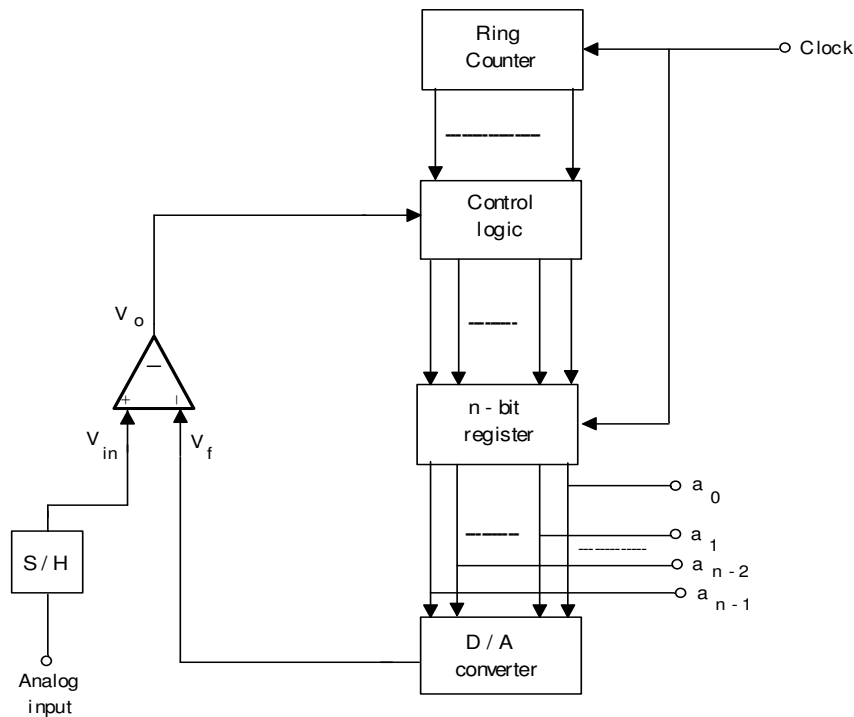 Ring
Counter
Clock
Control
logic
V o
+ −
V in
V f
n - bit
register
S / H
a 0
a 1
a n - 2
a n - 1
D / A
converter
Analog
input